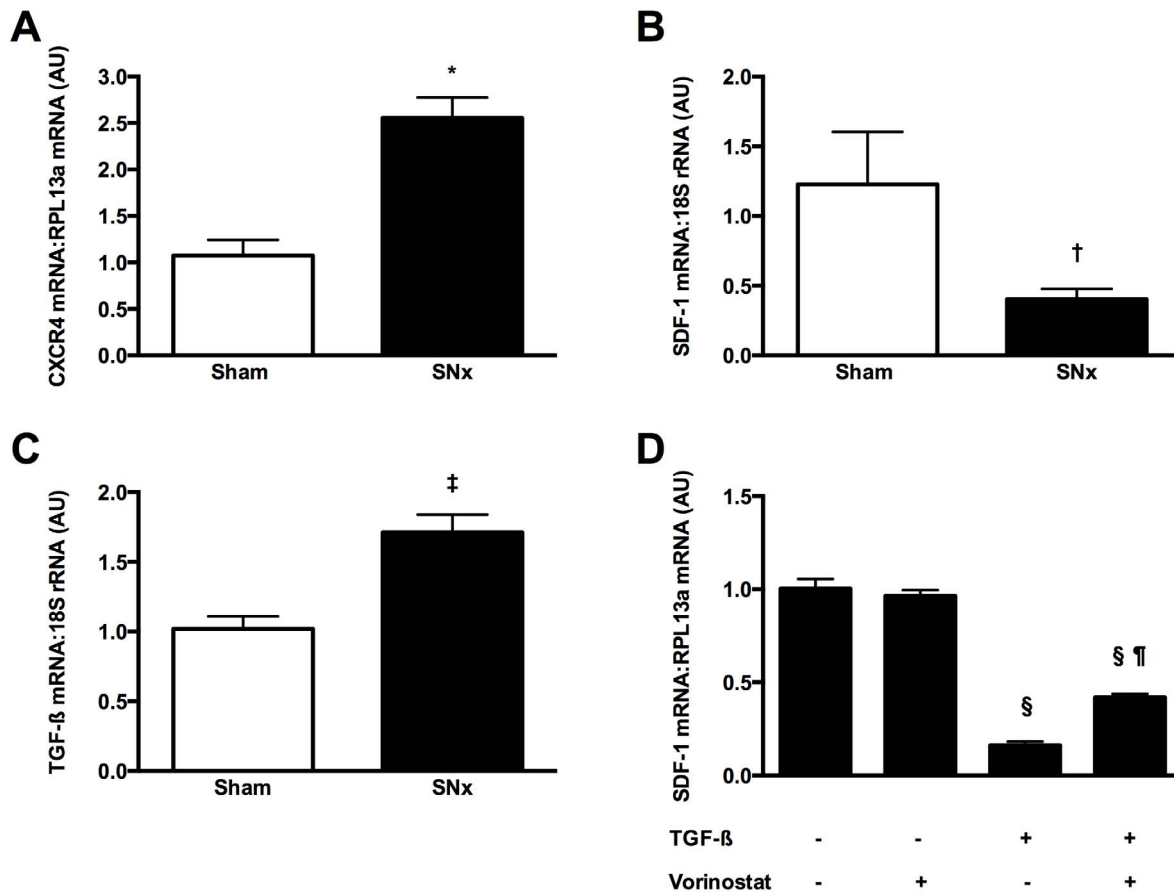 A
CXCR4 mRNA:RPL13a mRNA (AU)
3.0
2.5
2.0
1.5
1.0
0.5
0.0
*
Sham SNx
B
SDF-1 mRNA:18S rRNA (AU)
2.0
1.5
1.0
0.5
0.0
†
Sham SNx
C
TGF-ß mRNA:18S rRNA (AU)
2.0
1.5
1.0
0.5
0.0
‡
Sham SNx
D
SDF-1 mRNA:RPL13a mRNA (AU)
1.5
1.0
0.5
0.0
§
§ ¶
TGF-ß - - + +
Vorinostat - + - +